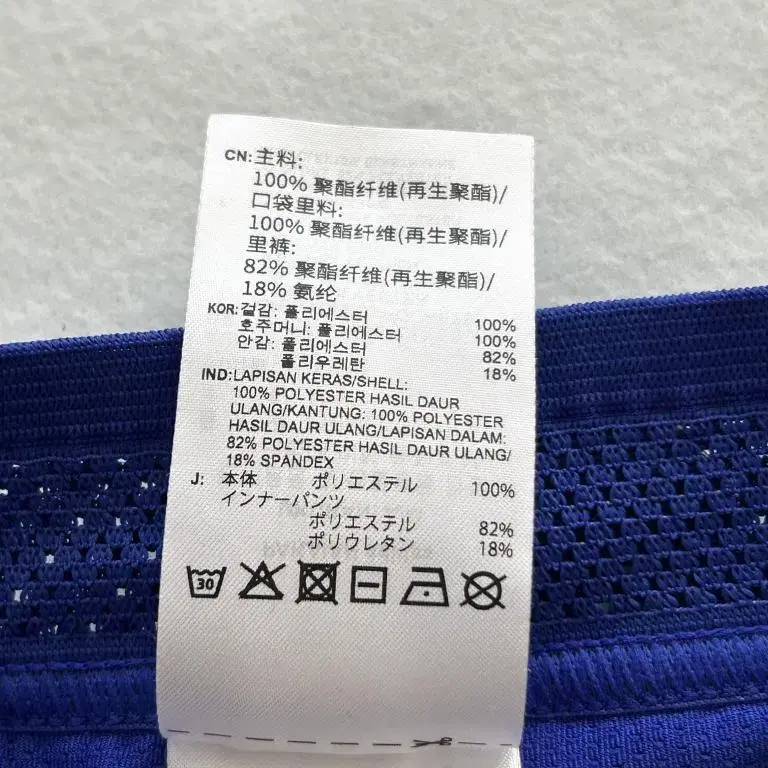 CN:主料:
100% 聚酯纤维(再生聚酯)/
口袋里料:
100% 聚酯纤维(再生聚酯)/
里裤:
82% 聚酯纤维(再生聚酯)/
18% 氨纶
KOR:겉감: 폴리에스터 100%
호주머니: 폴리에스터 100%
안감: 폴리에스터 82%
폴리우레탄 18%
IND:LAPISAN KERAS/SHELL:
100% POLYESTER HASIL DAUR
ULANG/KANTUNG: 100% POLYESTER
HASIL DAUR ULANG/LAPISAN DALAM:
82% POLYESTER HASIL DAUR ULANG/
18% SPANDEX
J: 本体 ポリエステル 100%
インナーパンツ
ポリエステル 82%
ポリウレタン 18%
30